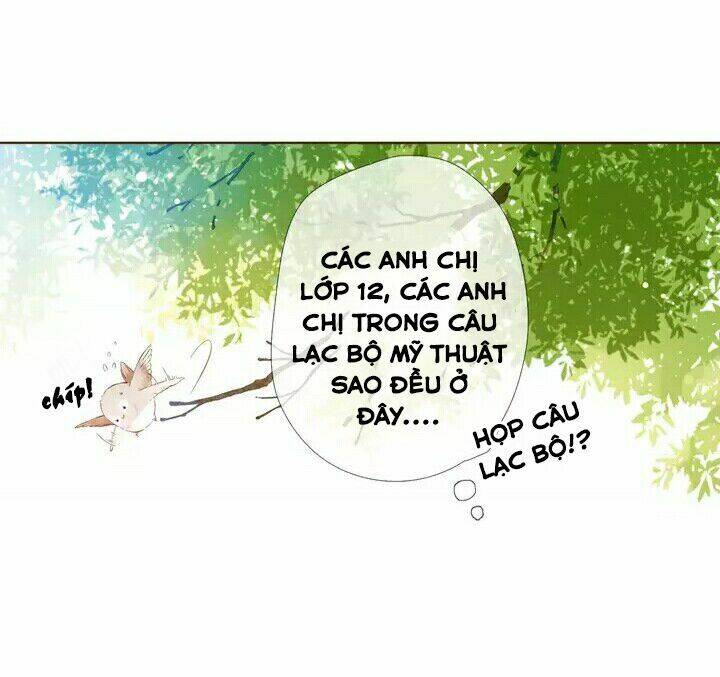 CÁC ANH CHỊ
LỚP 12, CÁC ANH
CHỊ TRONG CÂU
LẠC BỘ MỸ THUẬT
SAO ĐỀU Ở
ĐÂY....
chíp!
HỌP CÂU
LẠC BỘ!?